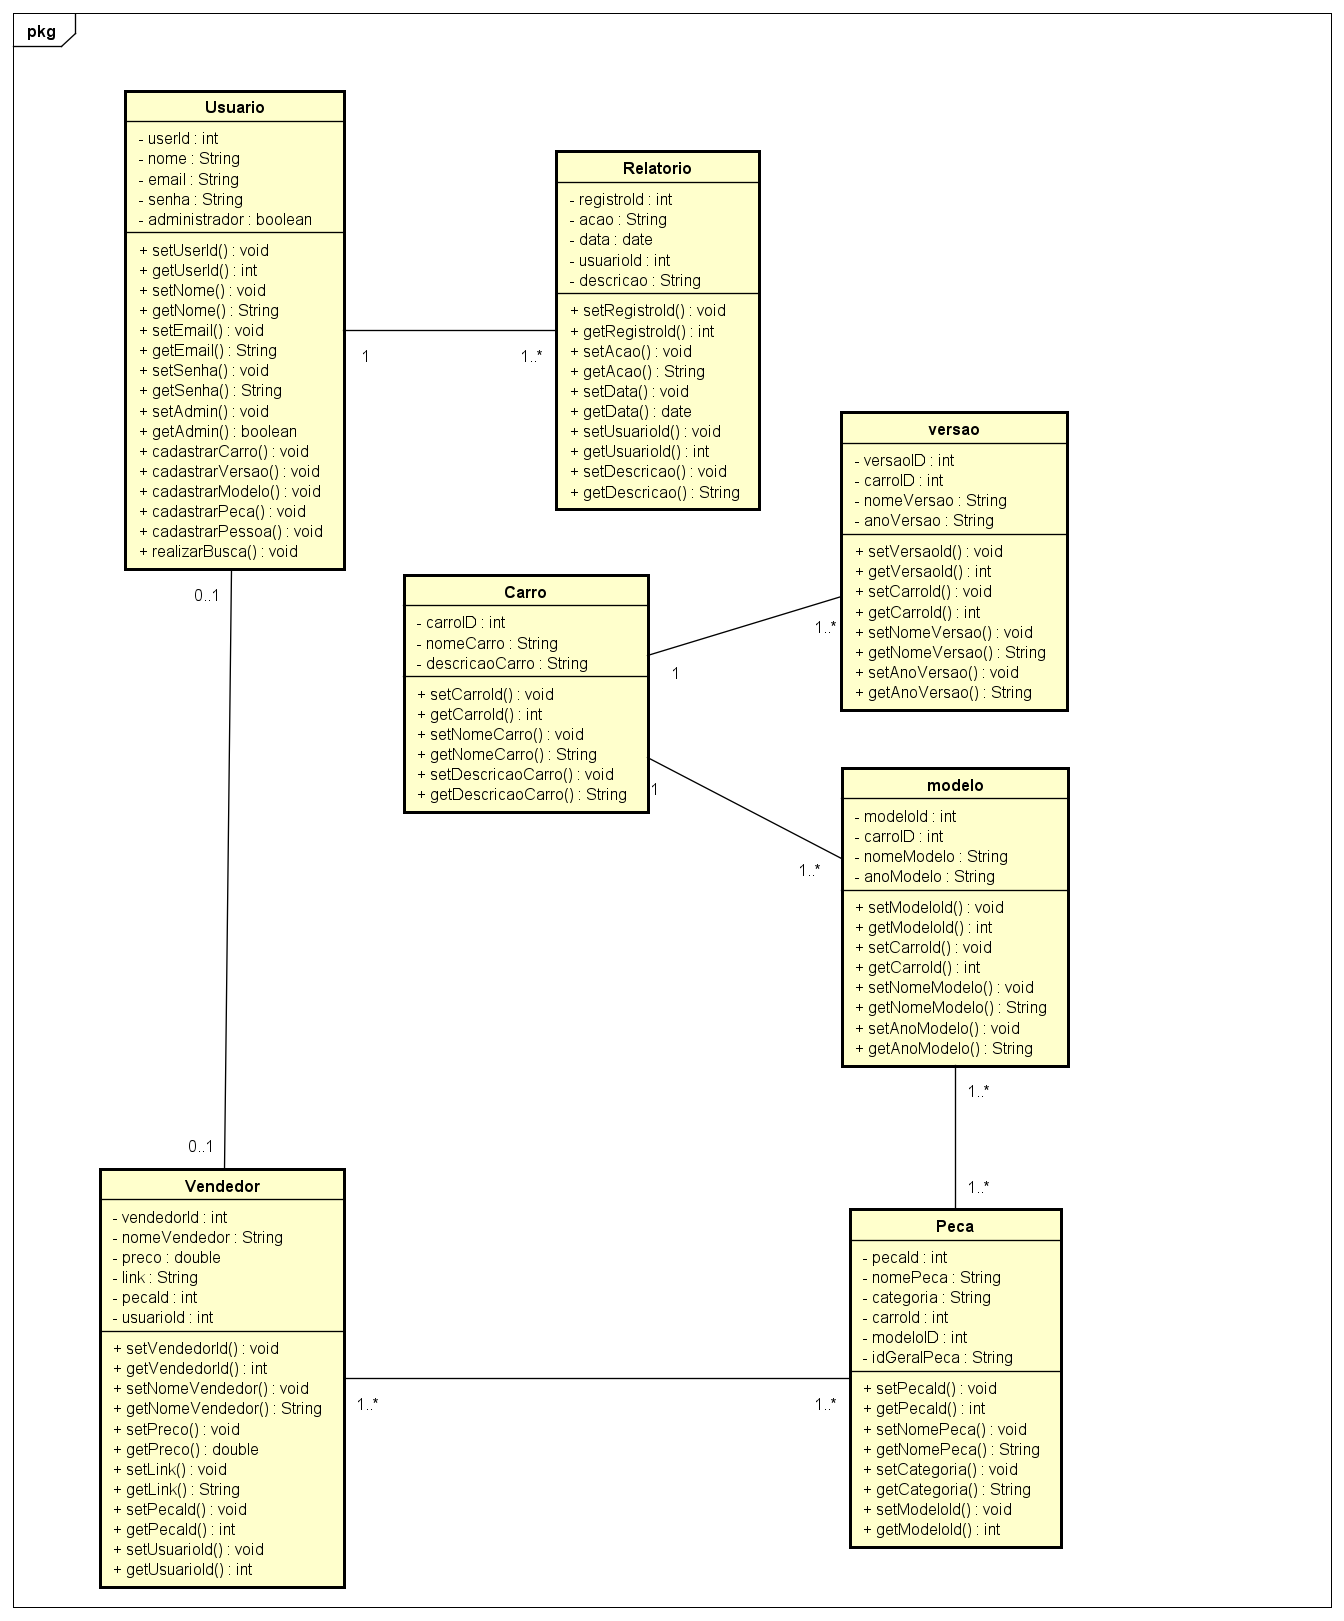 pkg
Usuario
- userId : int
- nome : String
- email : String
- senha : String
- administrador : boolean
+ setUserId() : void
+ getUserId() : int
+ setNome() : void
+ getNome() : String
+ setEmail() : void
+ getEmail() : String
+ setSenha() : void
+ getSenha() : String
+ setAdmin() : void
+ getAdmin() : boolean
+ cadastrarCarro() : void
+ cadastrarVersao() : void
+ cadastrarModelo() : void
+ cadastrarPeca() : void
+ cadastrarPessoa() : void
+ realizarBusca() : void
1
1..*
Relatorio
- registroId : int
- acao : String
- data : date
- usuarioId : int
- descricao : String
+ setRegistroId() : void
+ getRegistroId() : int
+ setAcao() : void
+ getAcao() : String
+ setData() : void
+ getData() : date
+ setUsuarioId() : void
+ getUsuarioId() : int
+ setDescricao() : void
+ getDescricao() : String
versao
- versaoID : int
- carroID : int
- nomeVersao : String
- anoVersao : String
+ setVersaoId() : void
+ getVersaoId() : int
+ setCarroId() : void
+ getCarroId() : int
+ setNomeVersao() : void
+ getNomeVersao() : String
+ setAnoVersao() : void
+ getAnoVersao() : String
0..1
Carro
- carroID : int
- nomeCarro : String
- descricaoCarro : String
+ setCarroId() : void
+ getCarroId() : int
+ setNomeCarro() : void
+ getNomeCarro() : String
+ setDescricaoCarro() : void
+ getDescricaoCarro() : String
1..*
1
1
1..*
modelo
- modeloId : int
- carroID : int
- nomeModelo : String
- anoModelo : String
+ setModeloId() : void
+ getModeloId() : int
+ setCarroId() : void
+ getCarroId() : int
+ setNomeModelo() : void
+ getNomeModelo() : String
+ setAnoModelo() : void
+ getAnoModelo() : String
1..*
1..*
0..1
Vendedor
- vendedorId : int
- nomeVendedor : String
- preco : double
- link : String
- pecaId : int
- usuarioId : int
+ setVendedorId() : void
+ getVendedorId() : int
+ setNomeVendedor() : void
+ getNomeVendedor() : String
+ setPreco() : void
+ getPreco() : double
+ setLink() : void
+ getLink() : String
+ setPecaId() : void
+ getPecaId() : int
+ setUsuarioId() : void
+ getUsuarioId() : int
1..*
1..*
Peca
- pecaId : int
- nomePeca : String
- categoria : String
- carroId : int
- modeloID : int
- idGeralPeca : String
+ setPecaId() : void
+ getPecaId() : int
+ setNomePeca() : void
+ getNomePeca() : String
+ setCategoria() : void
+ getCategoria() : String
+ setModeloId() : void
+ getModeloId() : int